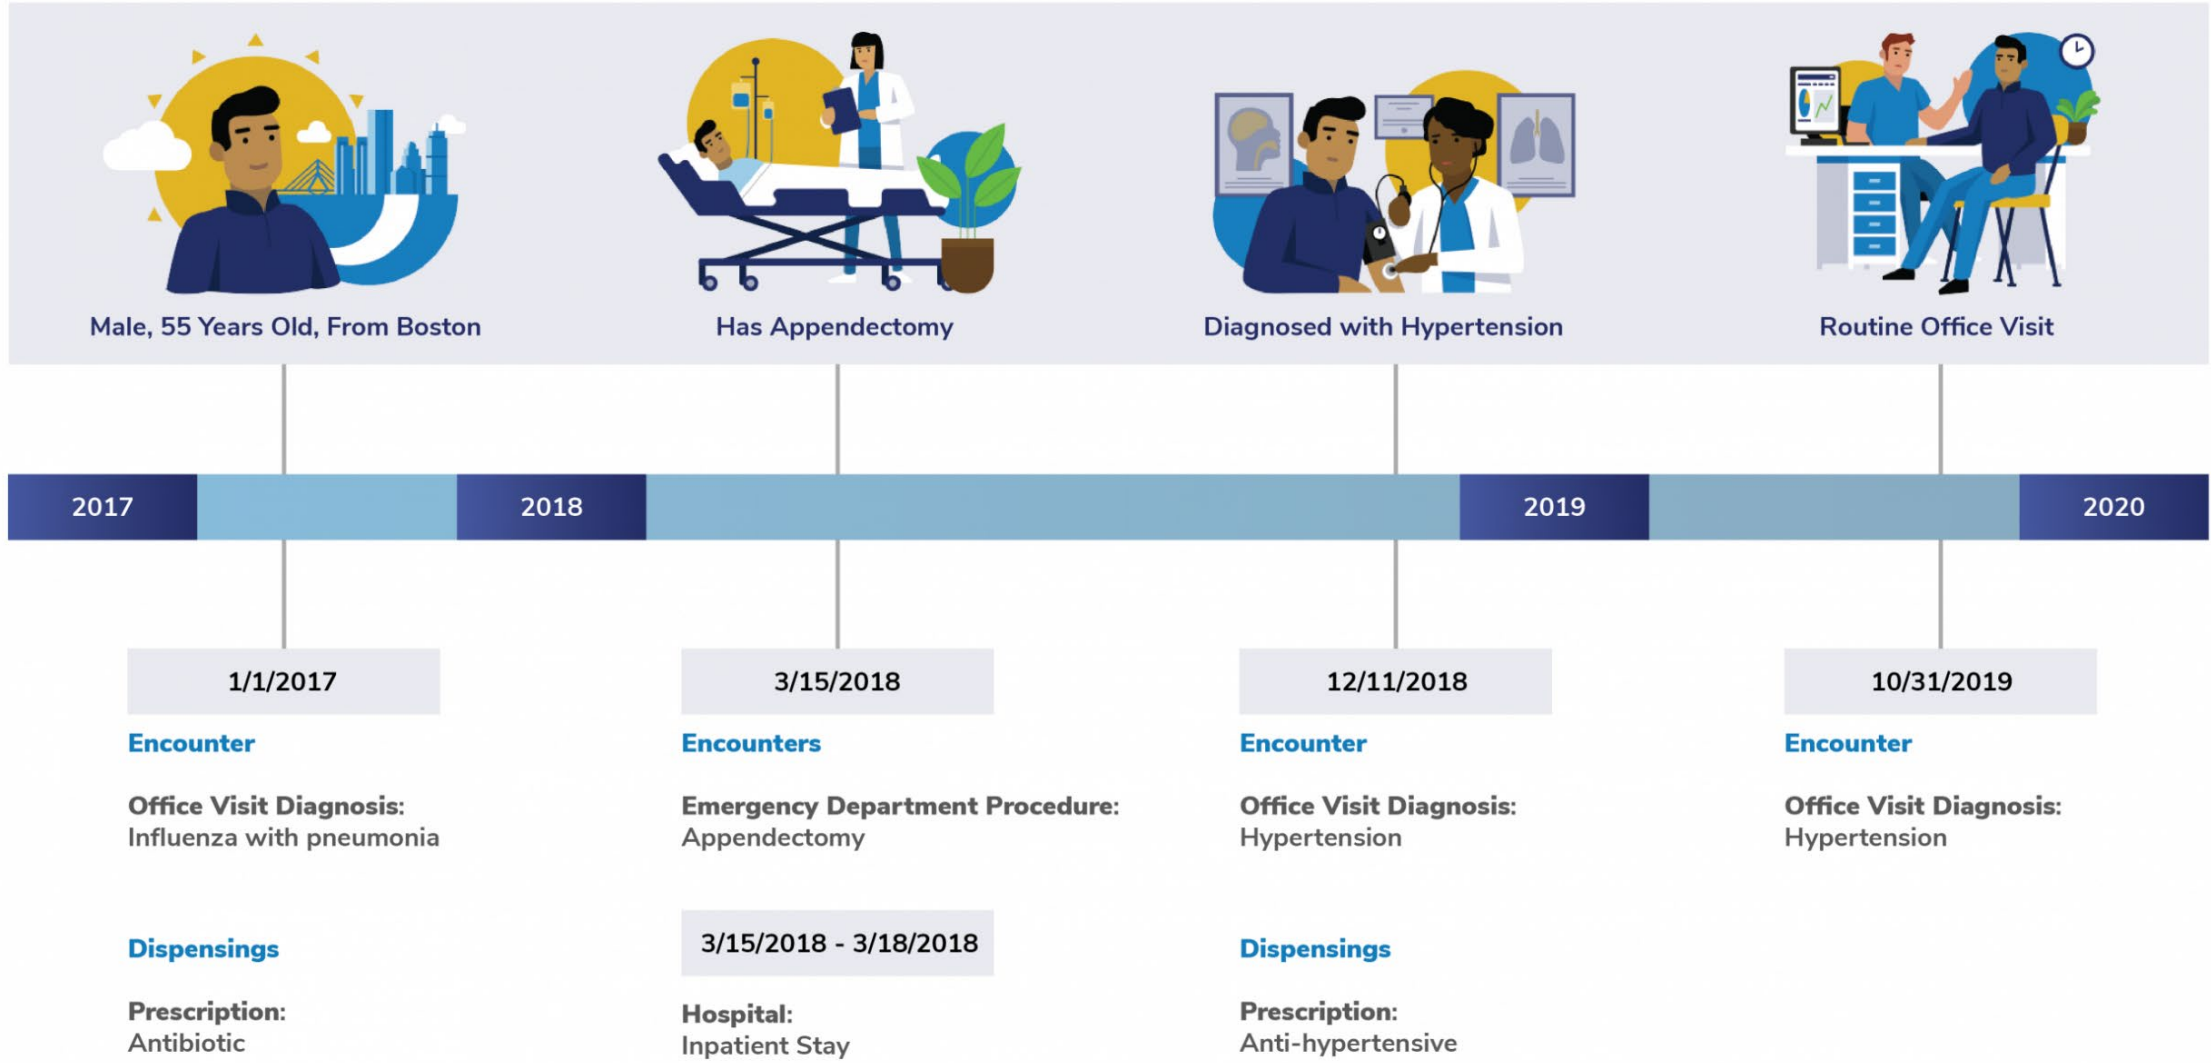 Male, 55 Years Old, From Boston
Has Appendectomy
Diagnosed with Hypertension
Routine Office Visit
2017
2018
2019
2020
1/1/2017
Encounter
Office Visit Diagnosis:
Influenza with pneumonia
Dispensings
Prescription:
Antibiotic
3/15/2018
Encounters
Emergency Department Procedure:
Appendectomy
3/15/2018 - 3/18/2018
Hospital:
Inpatient Stay
12/11/2018
Encounter
Office Visit Diagnosis:
Hypertension
Dispensings
Prescription:
Anti-hypertensive
10/31/2019
Encounter
Office Visit Diagnosis:
Hypertension